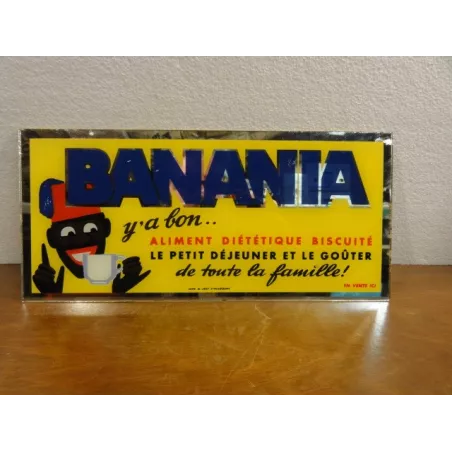 BANANIA
y'a bon..
ALIMENT DIÉTÉTIQUE BISCUITÉ
LE PETIT DÉJEUNER ET LE GOÛTER
de toute la famille!
EN VENTE ICI